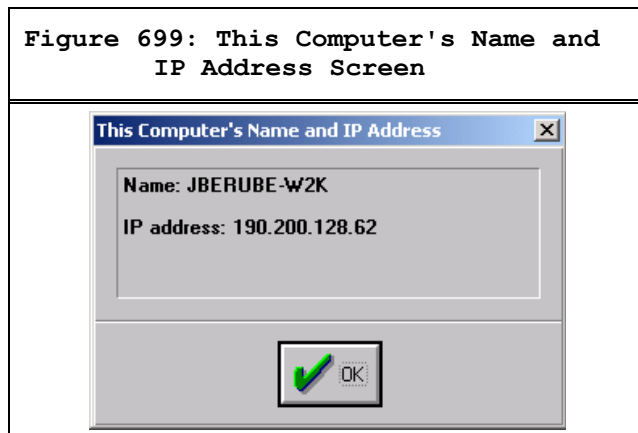 Figure 699: This Computer's Name and
IP Address Screen
This Computer's Name and IP Address
Name: JBERUBE-W2K
IP address: 190.200.128.62
OK